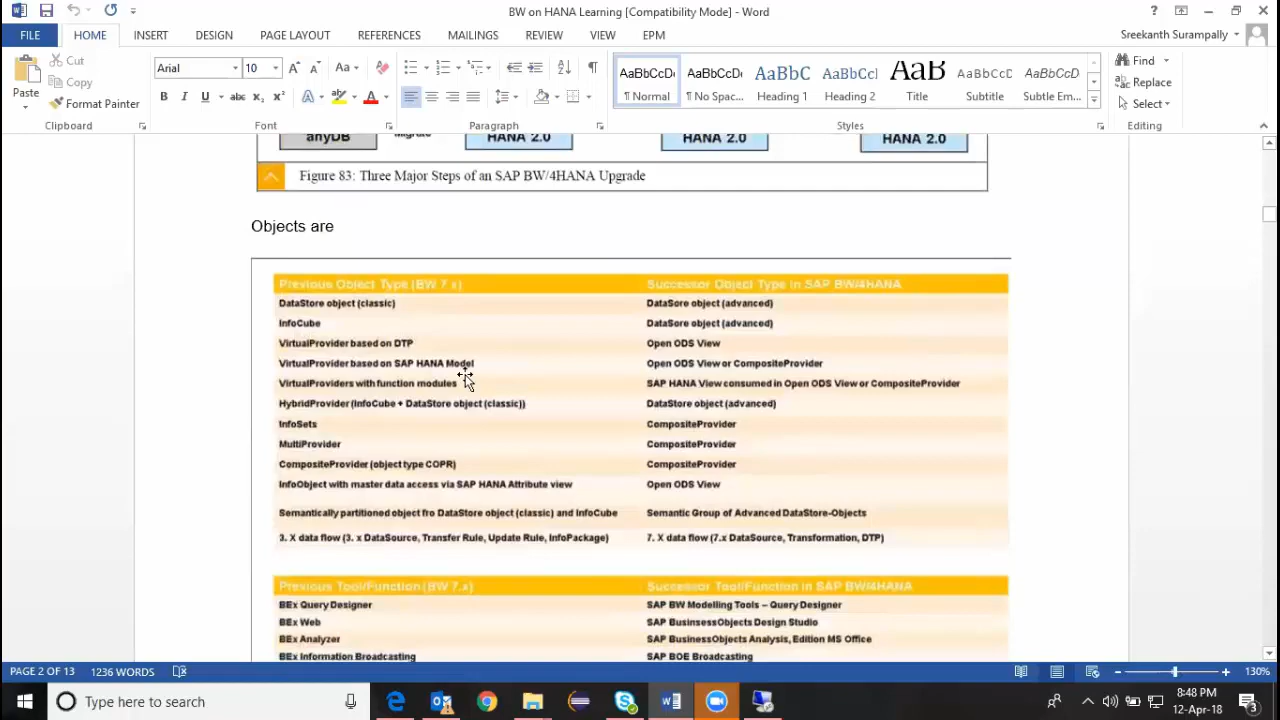 BW on HANA Learning [Compatibility Mode] - Word
FILE HOME INSERT DESIGN PAGE LAYOUT REFERENCES MAILINGS REVIEW VIEW EPM Sreekanth Surampally
Paste Cut Copy Format Painter
Arial 10
AaBbCcDc AaBbCcDc AaBbC AaBbCcI AaB AaBbCcD AaBbCcD
¶ Normal ¶ No Spac... Heading 1 Heading 2 Title Subtitle Subtle Em...
Find Replace Select
Clipboard Font Paragraph Styles Editing
anyDB Migrate HANA 2.0 HANA 2.0 HANA 2.0
Figure 83: Three Major Steps of an SAP BW/4HANA Upgrade
Objects are
Previous Object Type (BW 7.x) Successor Object Type in SAP BW/4HANA
DataStore object (classic) DataSore object (advanced)
InfoCube DataSore object (advanced)
VirtualProvider based on DTP Open ODS View
VirtualProvider based on SAP HANA Model Open ODS View or CompositeProvider
VirtualProviders with function modules SAP HANA View consumed in Open ODS View or CompositeProvider
HybridProvider (InfoCube + DataStore object (classic)) DataStore object (advanced)
InfoSets CompositeProvider
MultiProvider CompositeProvider
CompositeProvider (object type COPR) CompositeProvider
InfoObject with master data access via SAP HANA Attribute view Open ODS View
Semantically partitioned object fro DataStore object (classic) and InfoCube Semantic Group of Advanced DataStore-Objects
3. X data flow (3. x DataSource, Transfer Rule, Update Rule, InfoPackage) 7. X data flow (7.x DataSource, Transformation, DTP)
Previous Tool/Function (BW 7.x) Successor Tool/Function in SAP BW/4HANA
BEx Query Designer SAP BW Modelling Tools – Query Designer
BEx Web SAP BusinsessObjects Design Studio
BEx Analyzer SAP BusinessObjects Analysis, Edition MS Office
BEx Information Broadcasting SAP BOE Broadcasting
PAGE 2 OF 13 1236 WORDS 130%
Type here to search 8:48 PM
12-Apr-18